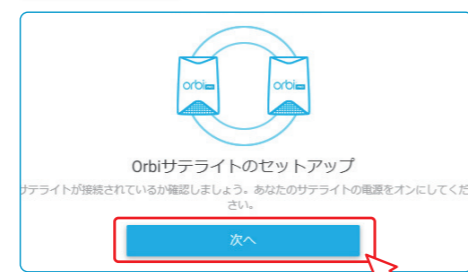 orbi
orbi
Orbiサテライトのセットアップ
サテライトが接続されているか確認しましょう。あなたのサテライトの電源をオンにしてくだ
さい。
次へ